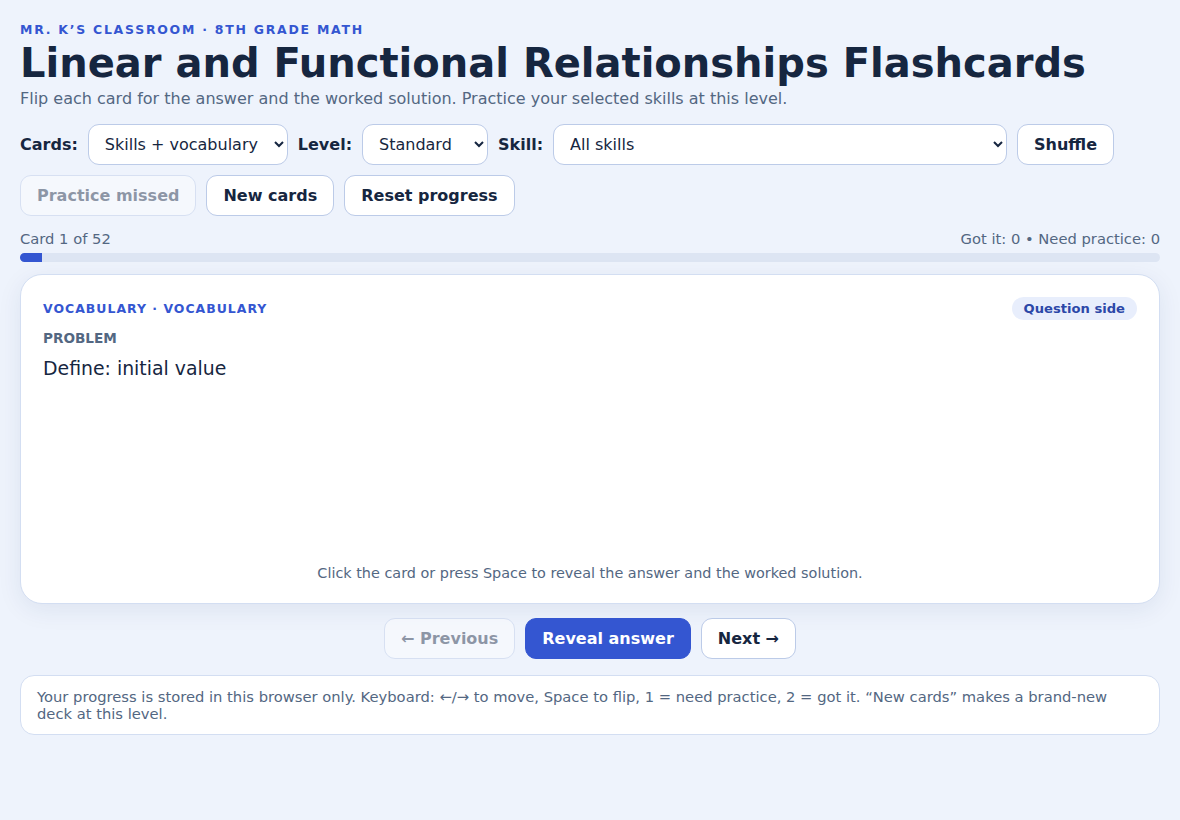 MR. K’S CLASSROOM · 8TH GRADE MATH
Linear and Functional Relationships Flashcards
Flip each card for the answer and the worked solution. Practice your selected skills at this level.
Cards: Skills + vocabulary Level: Standard Skill: All skills Shuffle
Practice missed New cards Reset progress
Card 1 of 52 Got it: 0 • Need practice: 0
VOCABULARY · VOCABULARY Question side
PROBLEM
Define: initial value
Click the card or press Space to reveal the answer and the worked solution.
← Previous Reveal answer Next →
Your progress is stored in this browser only. Keyboard: ←/→ to move, Space to flip, 1 = need practice, 2 = got it. “New cards” makes a brand-new
deck at this level.